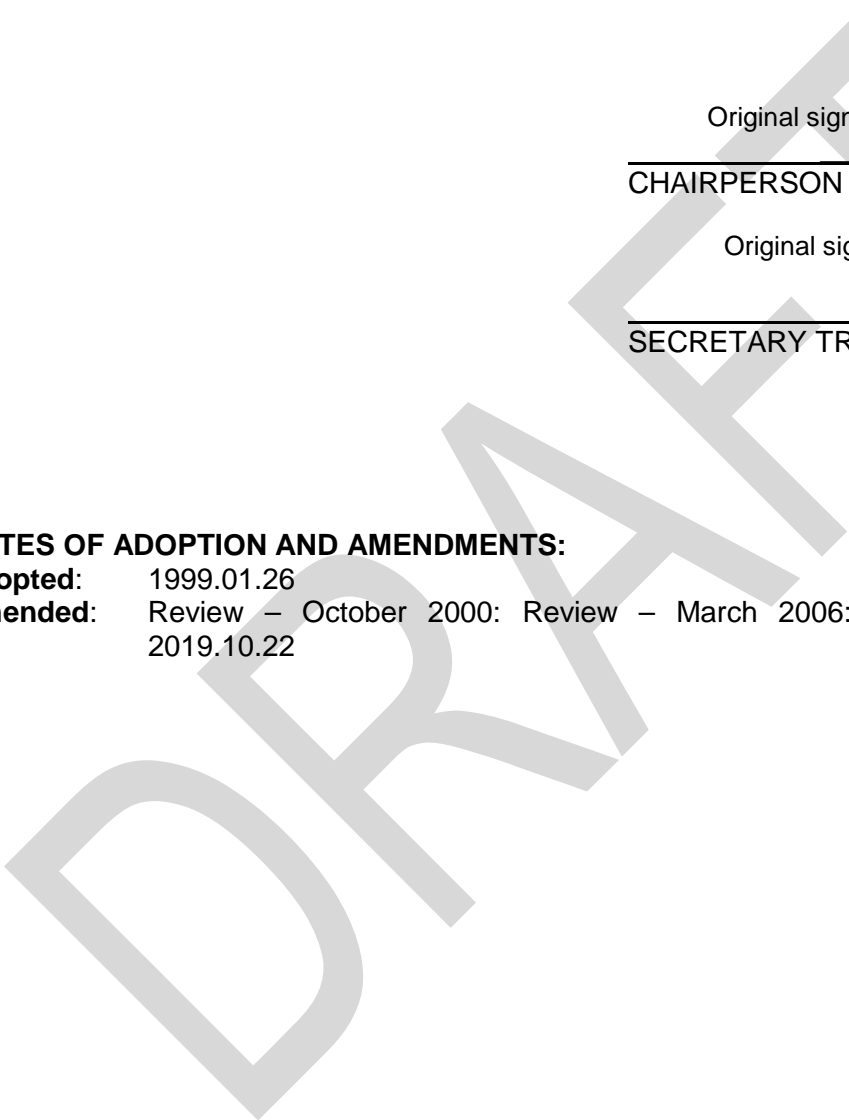 Original sign
CHAIRPERSON
Original sig
SECRETARY TR
TES OF ADOPTION AND AMENDMENTS:
opted: 1999.01.26
ended: Review – October 2000: Review – March 2006:
2019.10.22
DRAFT